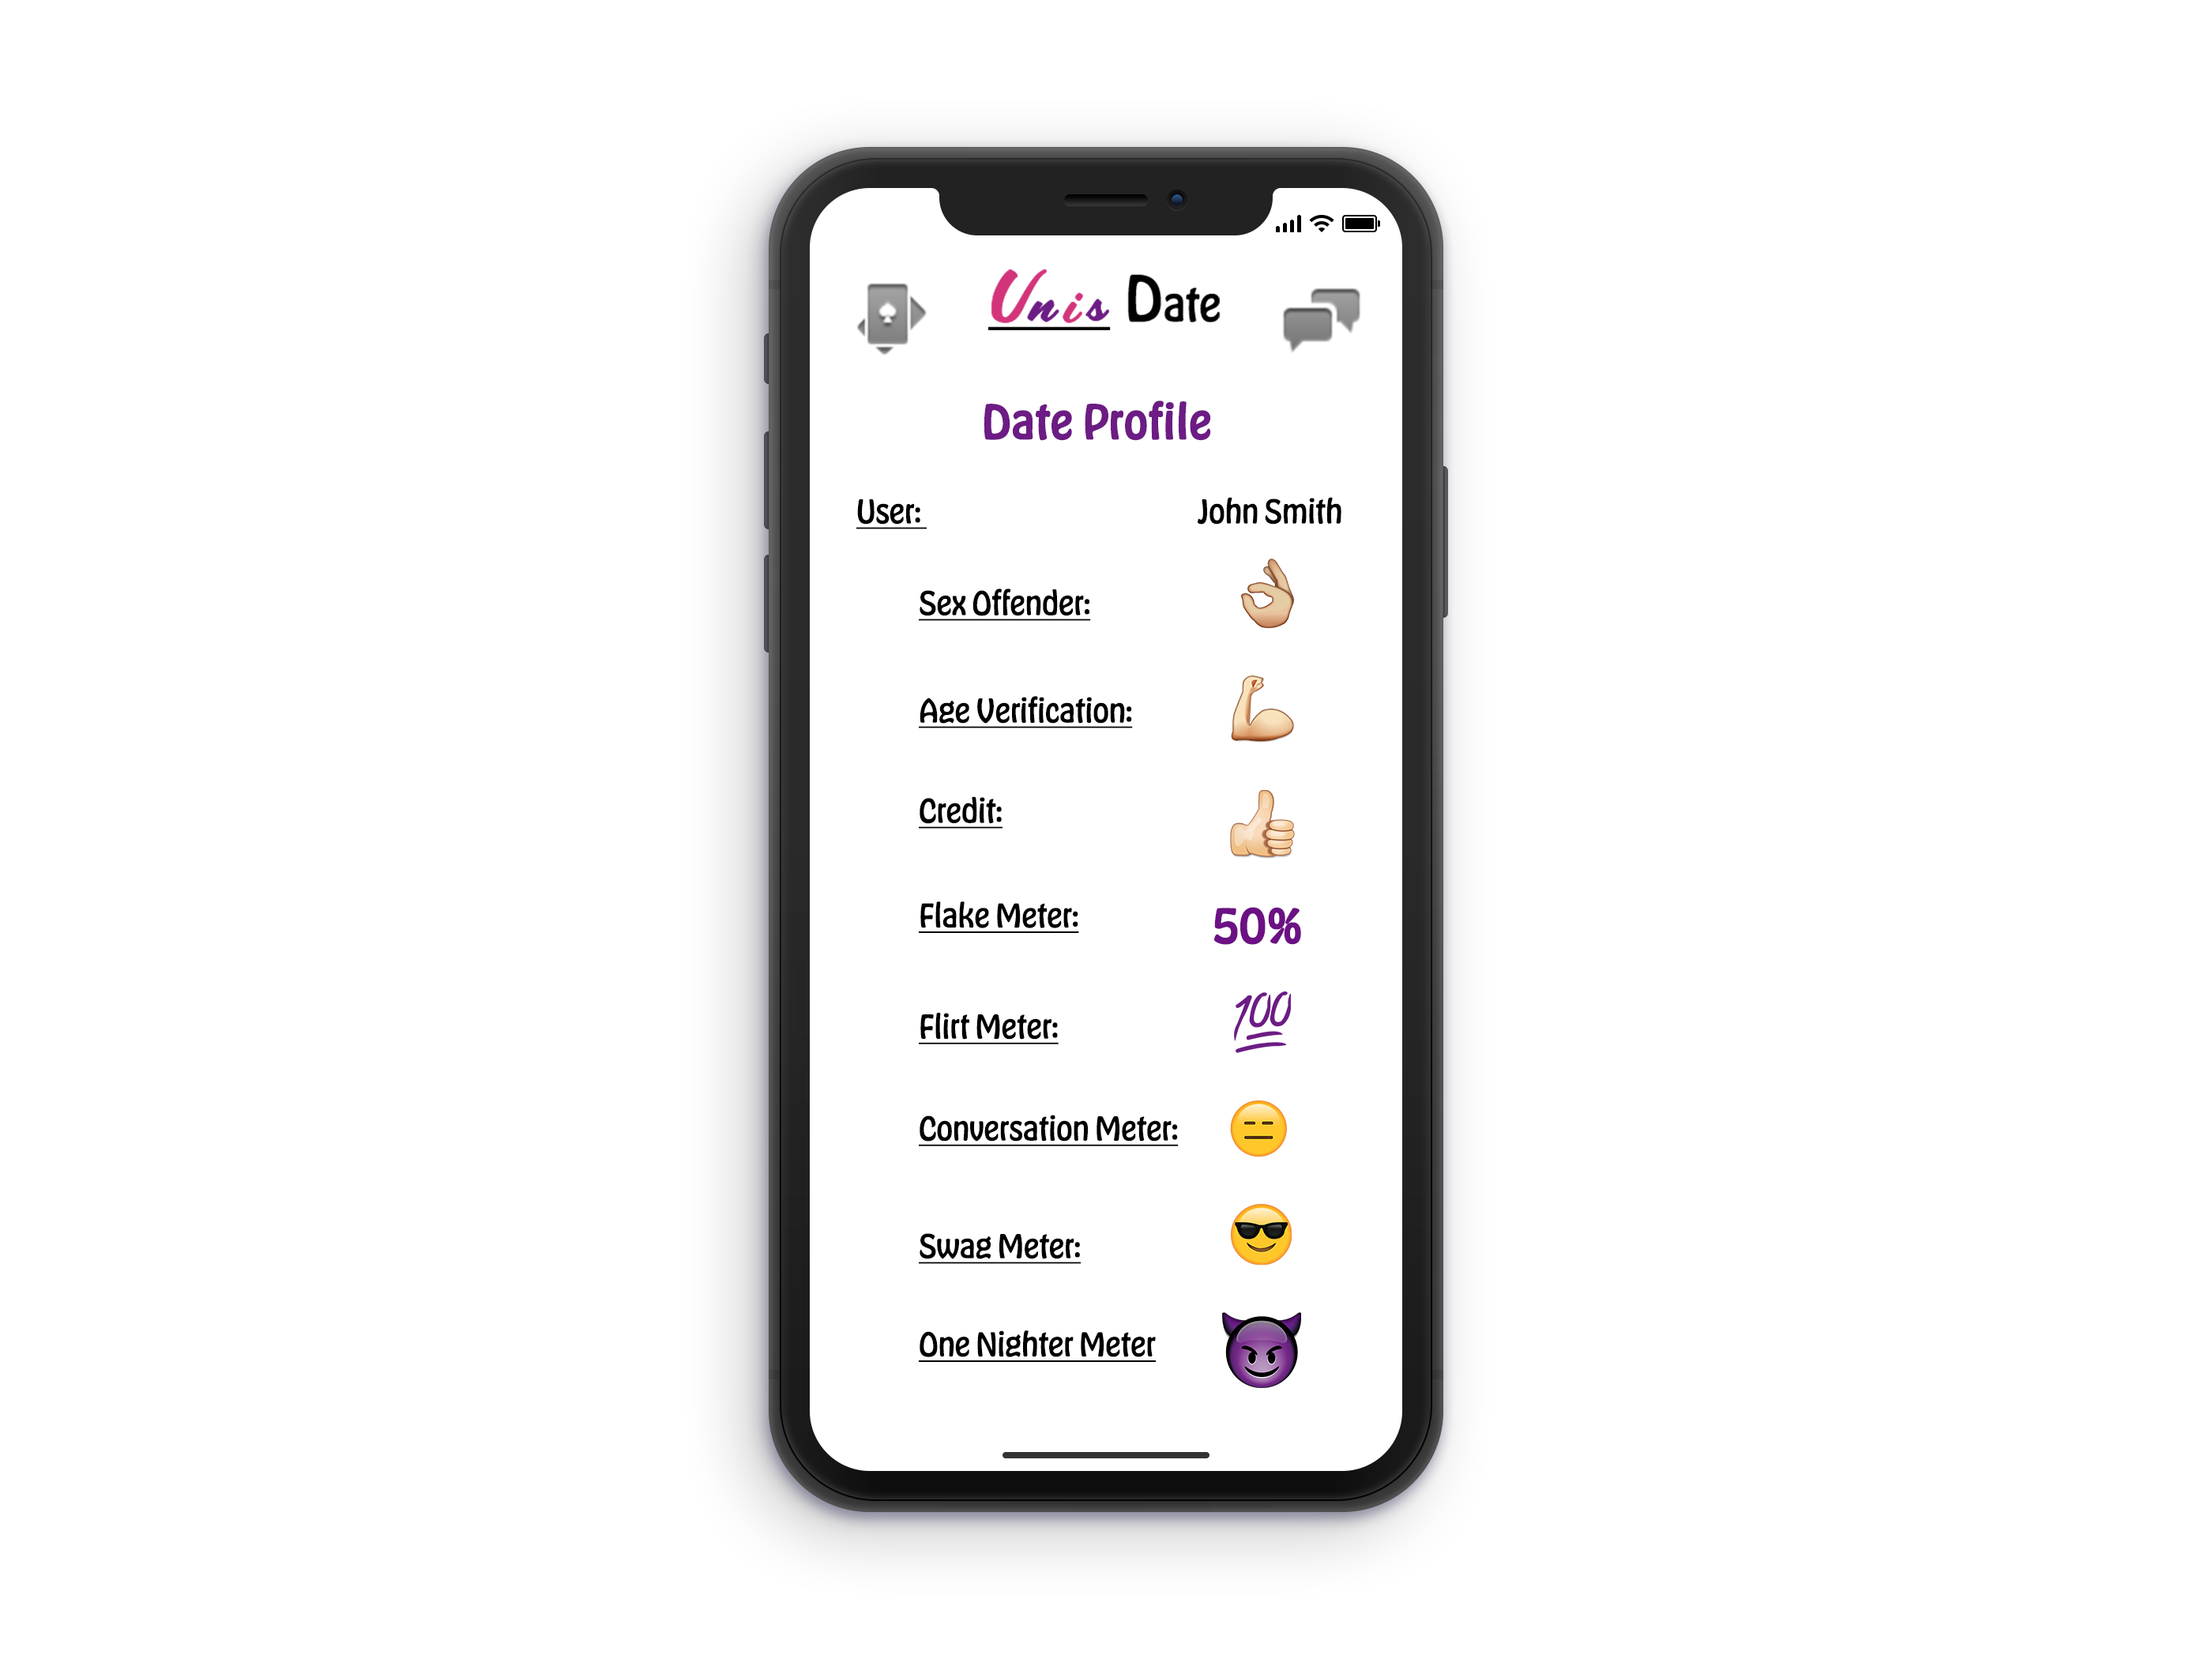 Unis Date
Date Profile
User: John Smith
Sex Offender:
Age Verification:
Credit:
Flake Meter: 50%
Flirt Meter: 100
Conversation Meter:
Swag Meter:
One Nighter Meter